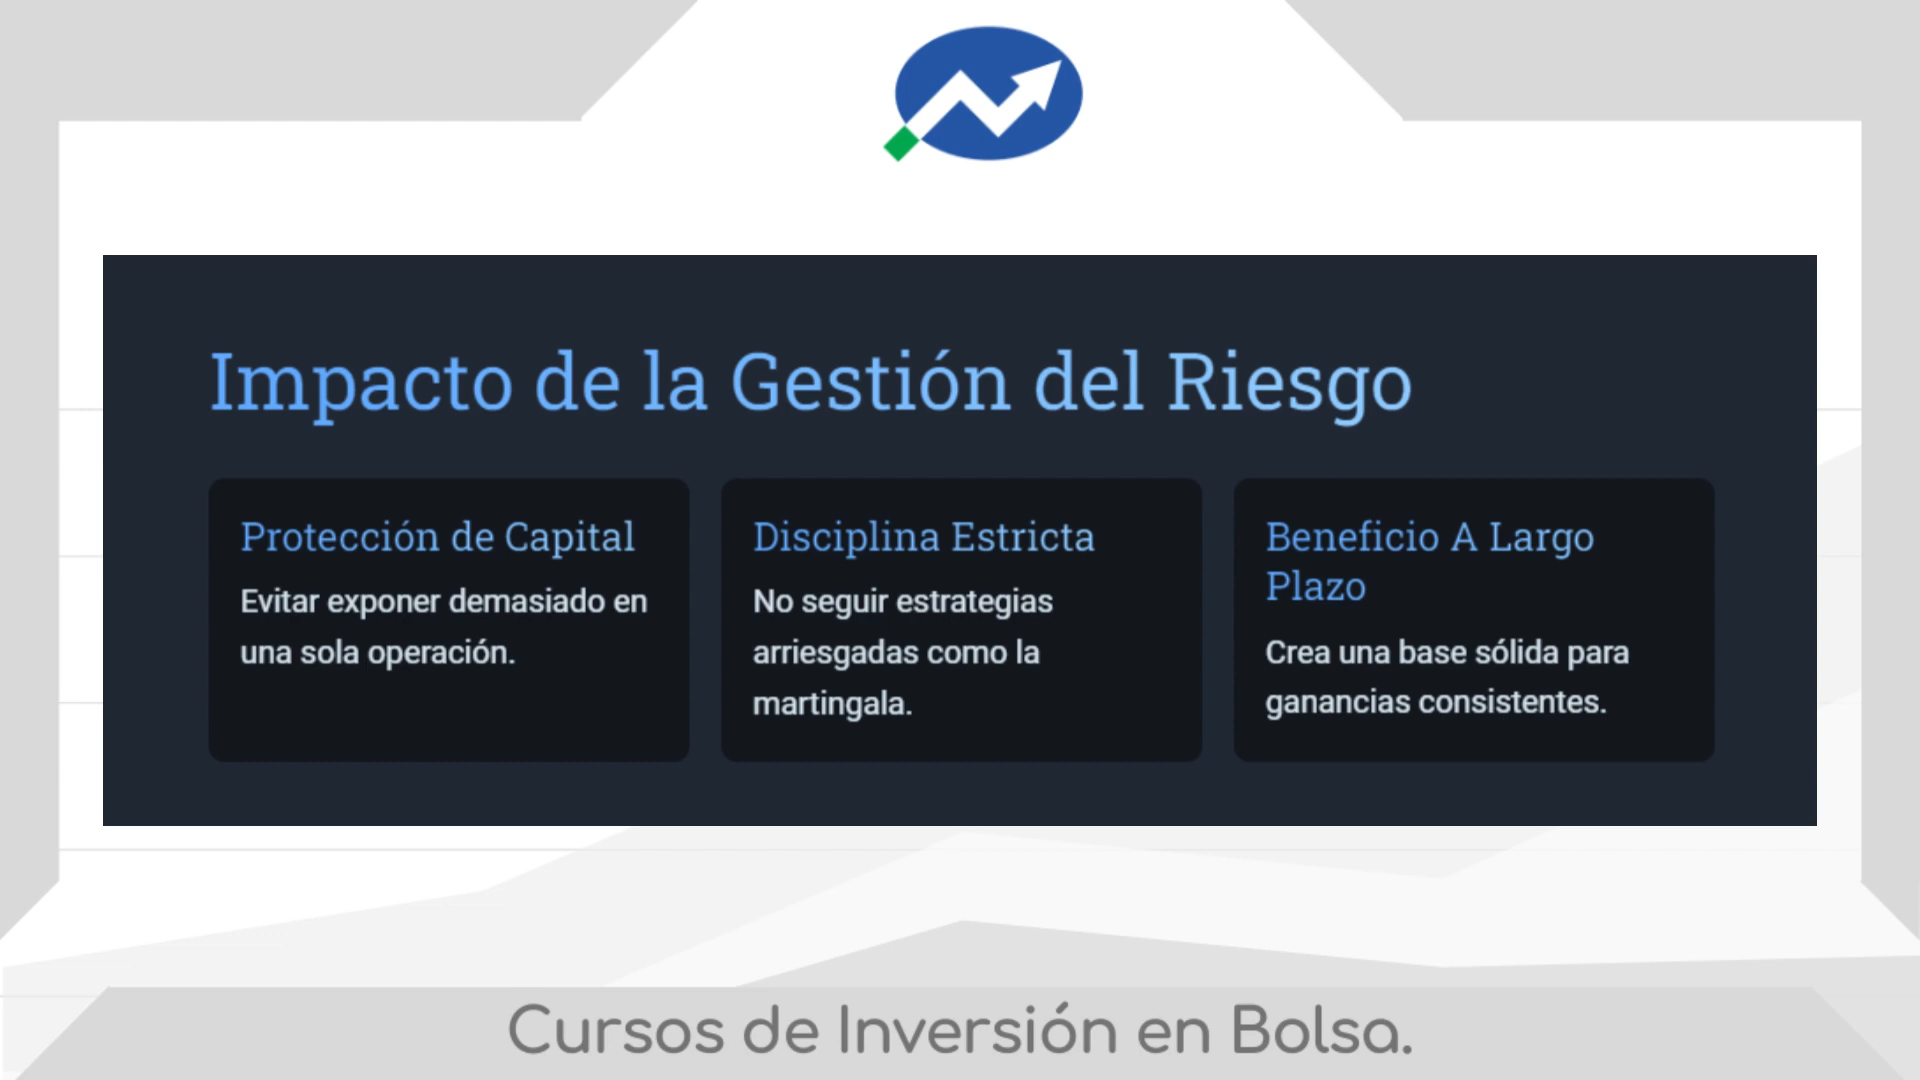 Impacto de la Gestión del Riesgo
Protección de Capital
Evitar exponer demasiado en
una sola operación.
Disciplina Estricta
No seguir estrategias
arriesgadas como la
martingala.
Beneficio A Largo
Plazo
Crea una base sólida para
ganancias consistentes.
Cursos de Inversión en Bolsa.